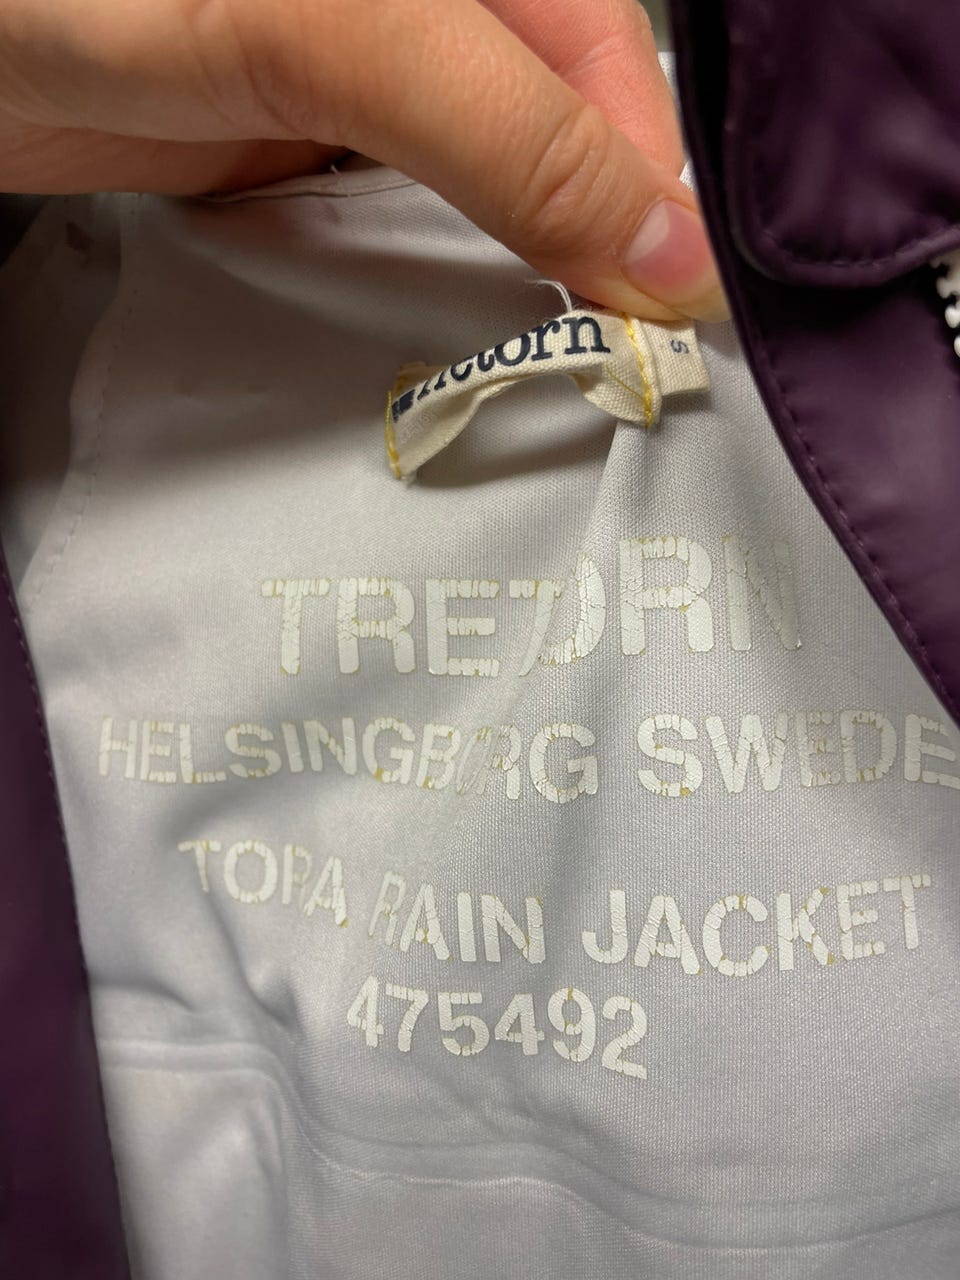 tretorn
S
TRETORN
HELSINGBORG SWEDE
TORA RAIN JACKET
475492